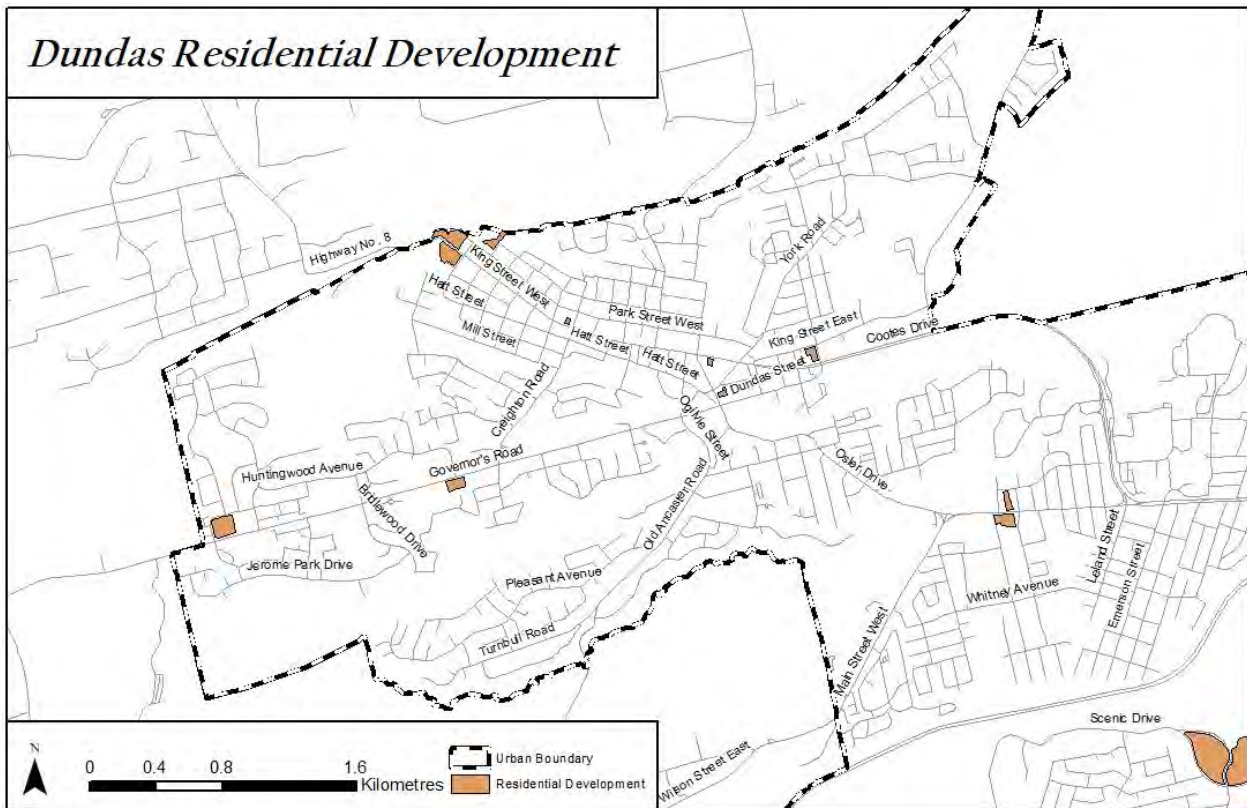 Dundas Residential Development
Highway No. 8
King Street West
Hatt Street
Mill Street
Park Street West
Hatt Street
Hatt Street
York Road
King Street East
Cootes Drive
Dundas Street
Creighton Road
Ogilvie Street
Governor's Road
Huntingwood Avenue
Bridlewood Drive
Osler Drive
Old Ancaster Road
Jerome Park Drive
Pleasant Avenue
Turnbull Road
Leland Street
Emerson Street
Whitney Avenue
Main Street West
Scenic Drive
Wilson Street East
N
0 0.4 0.8 1.6
Kilometres
Urban Boundary
Residential Development